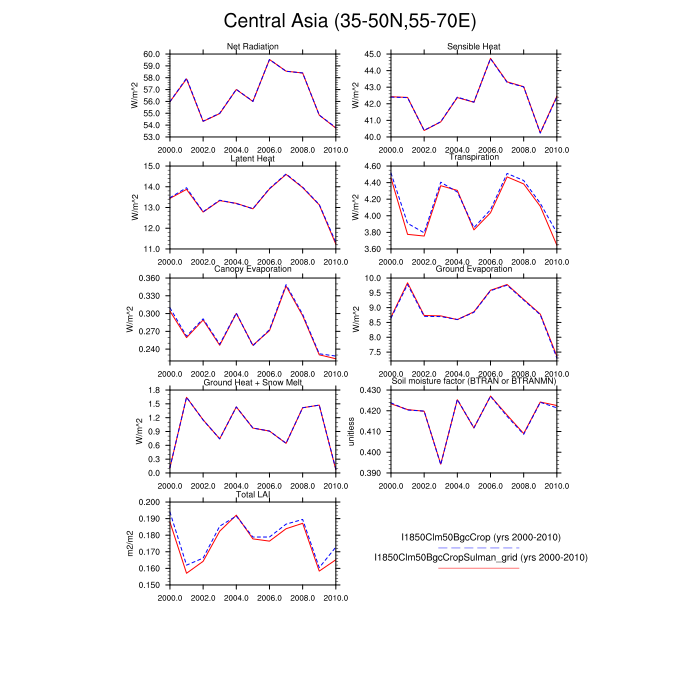 Central Asia (35-50N,55-70E)
Net Radiation
Sensible Heat
60.0
59.0
58.0
57.0
56.0
55.0
54.0
53.0
W/m^2
2000.0 2002.0 2004.0 2006.0 2008.0 2010.0
45.0
44.0
43.0
42.0
41.0
40.0
W/m^2
2000.0 2002.0 2004.0 2006.0 2008.0 2010.0
Latent Heat
Transpiration
15.0
14.0
13.0
12.0
11.0
W/m^2
2000.0 2002.0 2004.0 2006.0 2008.0 2010.0
4.60
4.40
4.20
4.00
3.80
3.60
W/m^2
2000.0 2002.0 2004.0 2006.0 2008.0 2010.0
Canopy Evaporation
Ground Evaporation
0.360
0.330
0.300
0.270
0.240
W/m^2
2000.0 2002.0 2004.0 2006.0 2008.0 2010.0
10.0
9.5
9.0
8.5
8.0
7.5
W/m^2
2000.0 2002.0 2004.0 2006.0 2008.0 2010.0
Ground Heat + Snow Melt
Soil moisture factor (BTRAN or BTRANMN)
1.8
1.5
1.2
0.9
0.6
0.3
0.0
W/m^2
2000.0 2002.0 2004.0 2006.0 2008.0 2010.0
0.430
0.420
0.410
0.400
0.390
unitless
2000.0 2002.0 2004.0 2006.0 2008.0 2010.0
Total LAI
0.200
0.190
0.180
0.170
0.160
0.150
m2/m2
2000.0 2002.0 2004.0 2006.0 2008.0 2010.0
I1850Clm50BgcCrop (yrs 2000-2010)
I1850Clm50BgcCropSulman_grid (yrs 2000-2010)